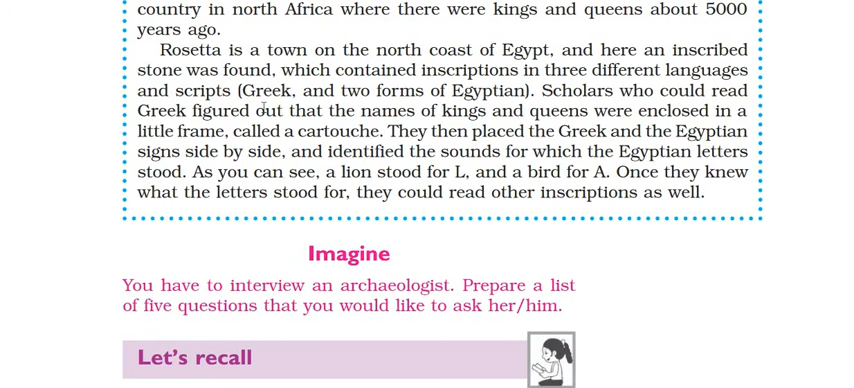 country in north Africa where there were kings and queens about 5000
years ago.
Rosetta is a town on the north coast of Egypt, and here an inscribed
stone was found, which contained inscriptions in three different languages
and scripts (Greek, and two forms of Egyptian). Scholars who could read
Greek figured out that the names of kings and queens were enclosed in a
little frame, called a cartouche. They then placed the Greek and the Egyptian
signs side by side, and identified the sounds for which the Egyptian letters
stood. As you can see, a lion stood for L, and a bird for A. Once they knew
what the letters stood for, they could read other inscriptions as well.
Imagine
You have to interview an archaeologist. Prepare a list
of five questions that you would like to ask her/him.
Let's recall